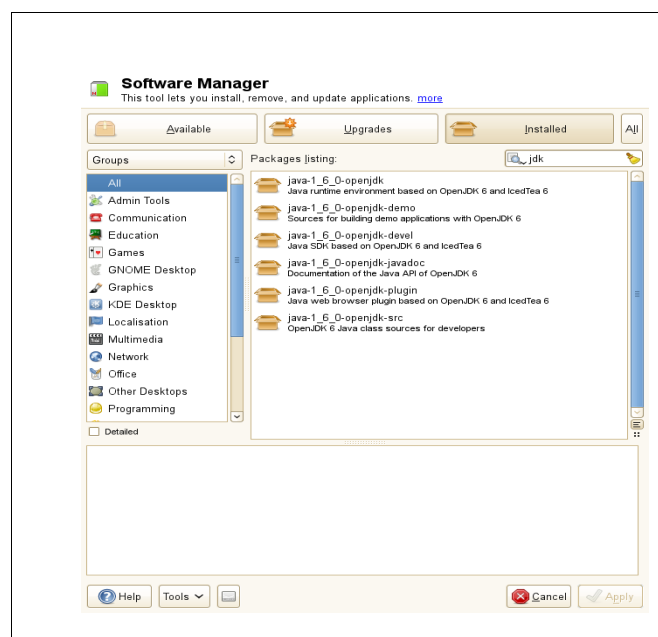 Software Manager
This tool lets you install, remove, and update applications. more
Available
Upgrades
Installed
All
Groups
Packages listing:
jdk
All
Admin Tools
Communication
Education
Games
GNOME Desktop
Graphics
KDE Desktop
Localisation
Multimedia
Network
Office
Other Desktops
Programming
Detailed
java-1_6_0-openjdk
Java runtime environment based on OpenJDK 6 and IcedTea 6
java-1_6_0-openjdk-demo
Sources for building demo applications with OpenJDK 6
java-1_6_0-openjdk-devel
Java SDK based on OpenJDK 6 and IcedTea 6
java-1_6_0-openjdk-javadoc
Documentation of the Java API of OpenJDK 6
java-1_6_0-openjdk-plugin
Java web browser plugin based on OpenJDK 6 and IcedTea 6
java-1_6_0-openjdk-src
OpenJDK 6 Java class sources for developers
Help
Tools
Cancel
Apply